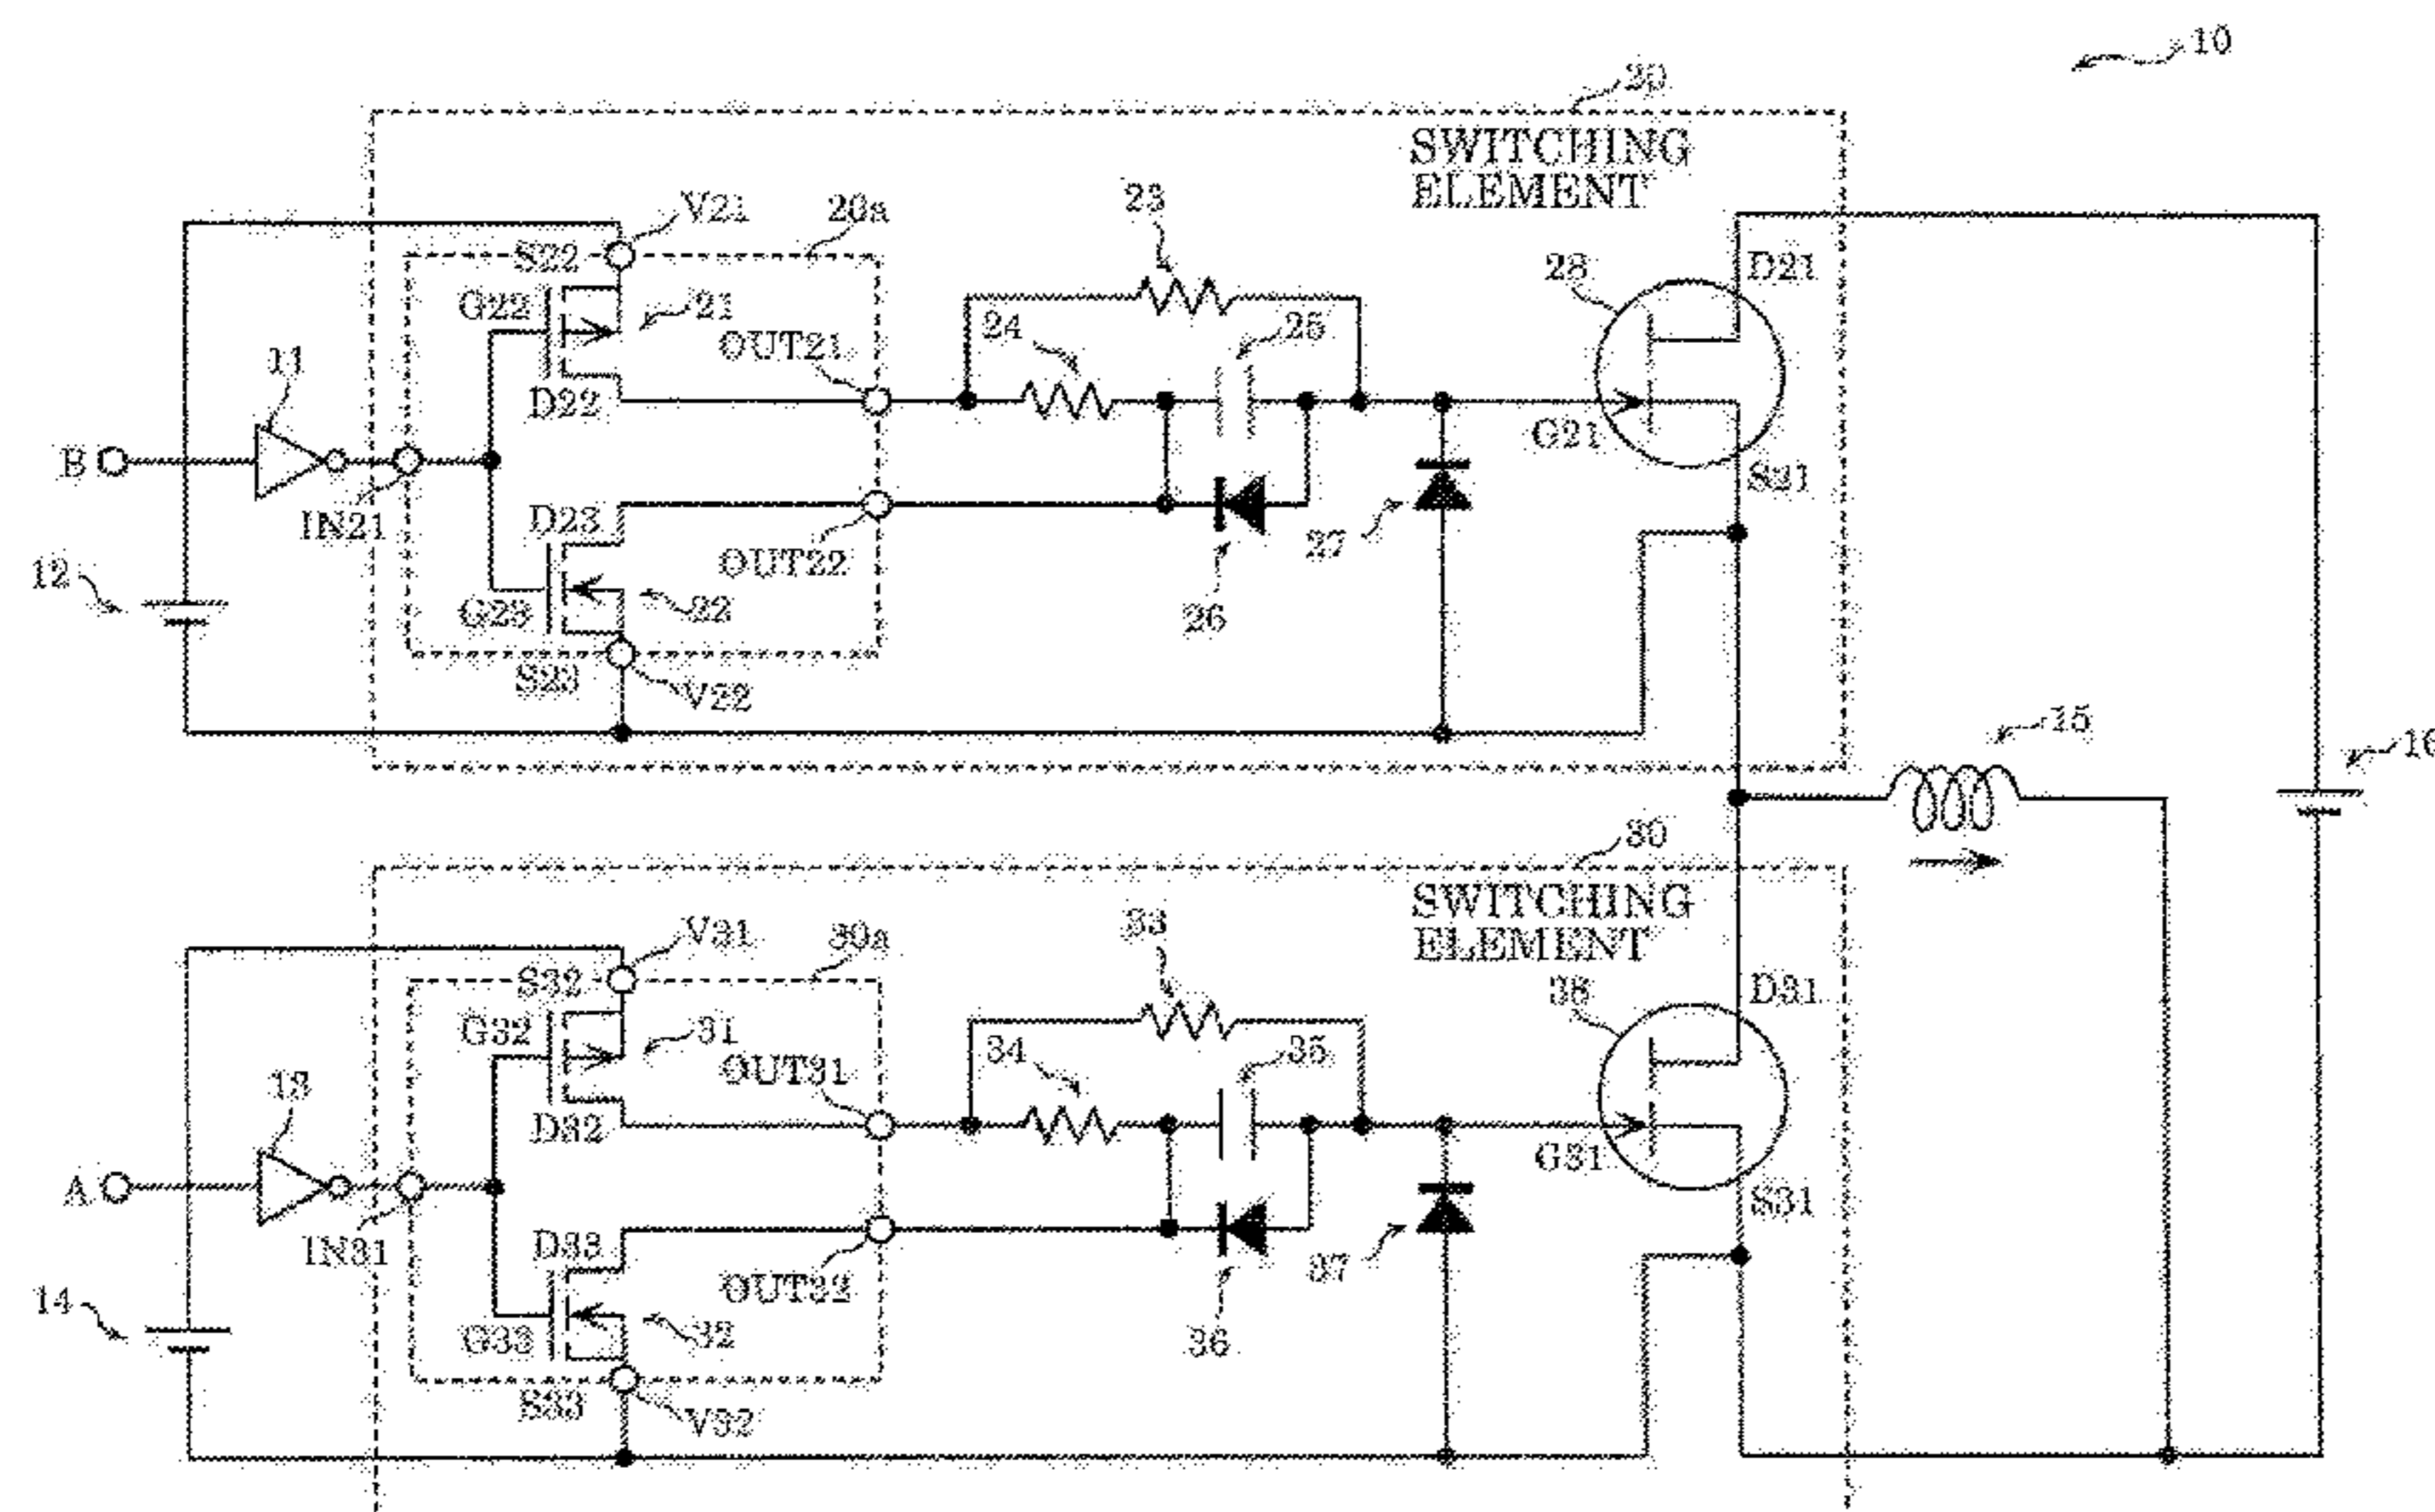 10
20
SWITCHING
ELEMENT
V21
20a
23
S22
D21
28
G22
21
24
25
OUT21
11
D22
B
G21
S21
IN21
D23
OUT22
27
12
G23
22
26
S23
V22
15
16
30
SWITCHING
ELEMENT
V31
30a
33
S32
D31
38
G32
31
34
35
OUT31
13
D32
A
G31
S31
IN31
D33
OUT32
37
14
G33
32
36
S33
V32